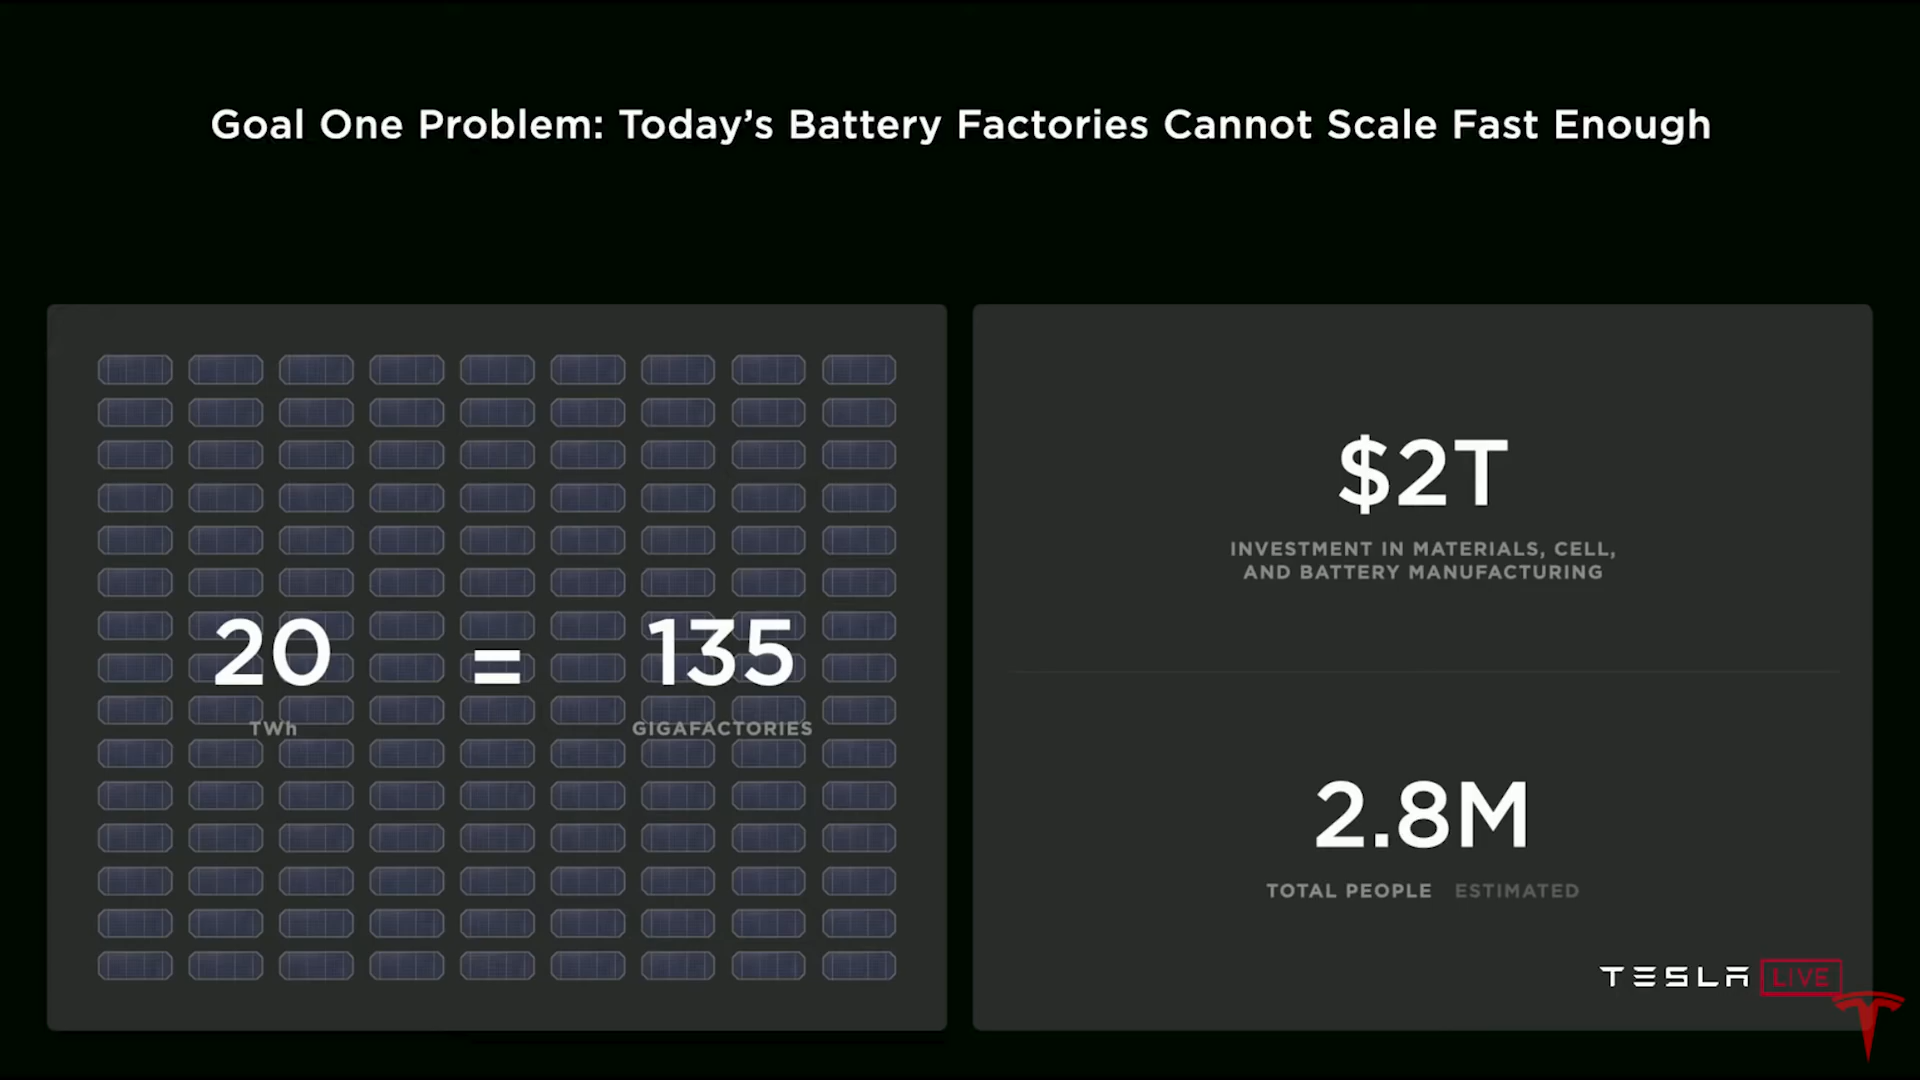 Goal One Problem: Today’s Battery Factories Cannot Scale Fast Enough
20 = 135
TWh GIGAFACTORIES
$2T
INVESTMENT IN MATERIALS, CELL,
AND BATTERY MANUFACTURING
2.8M
TOTAL PEOPLE ESTIMATED
TESLA LIVE